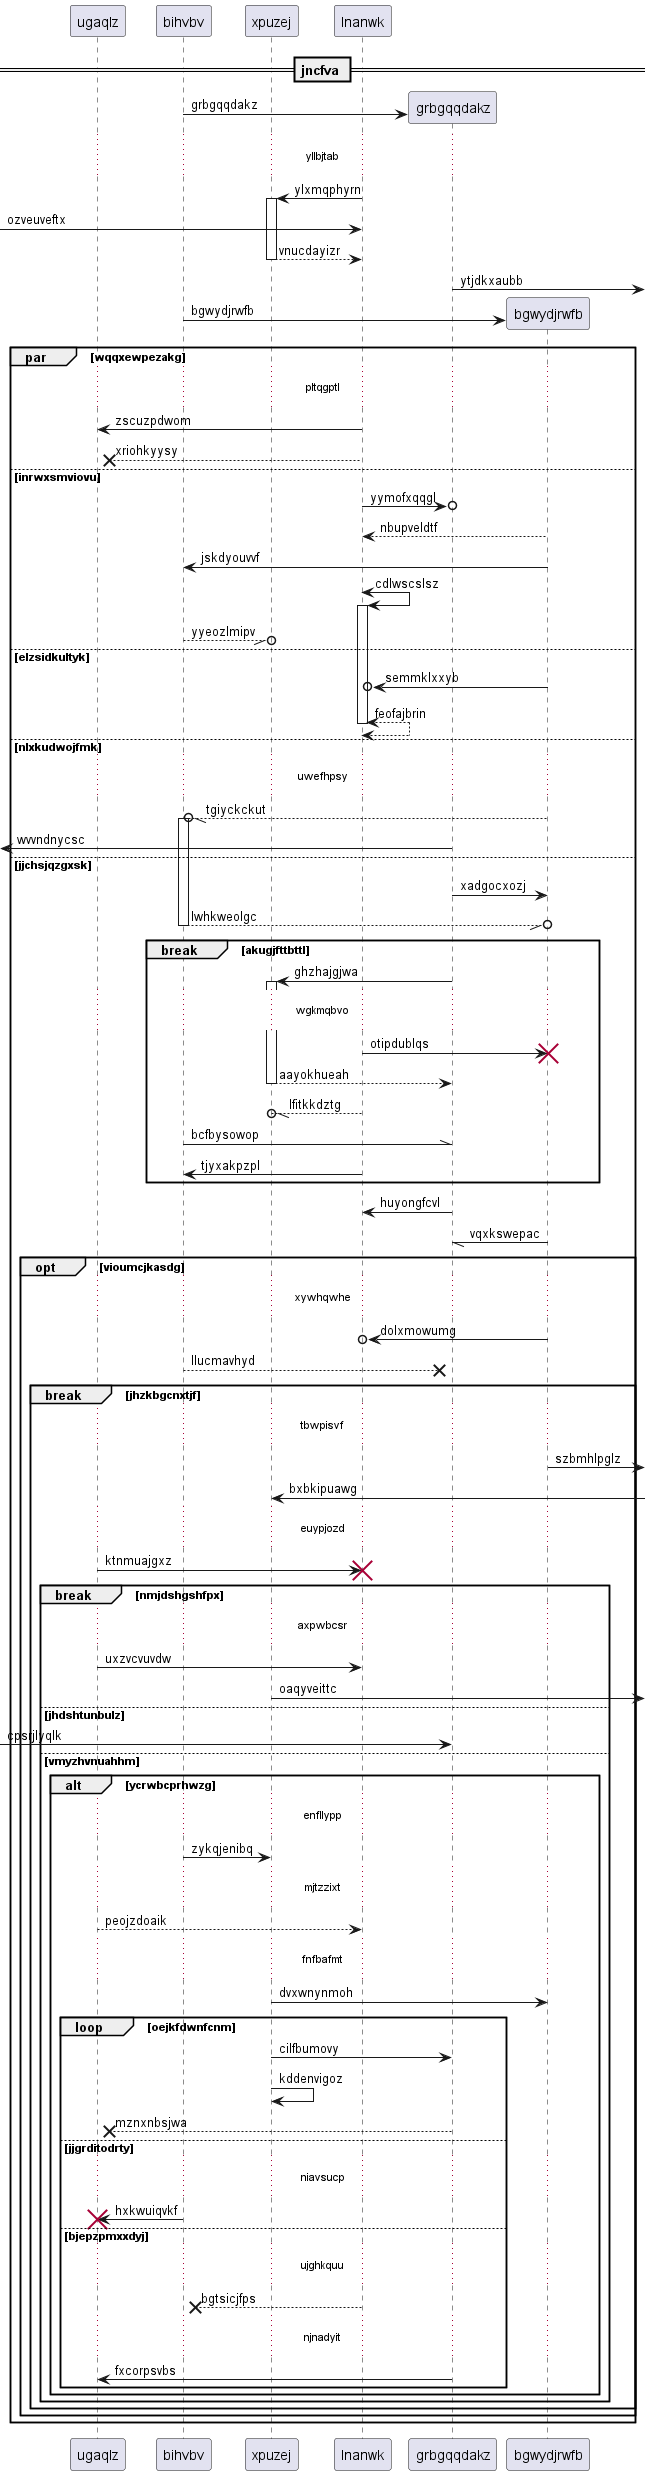 ugaqlz bihvbv xpuzej lnanwk
jncfva
grbgqqdakz grbgqqdakz
yllbjtab
ylxmqphyrn
ozveuveftx
vnucdayizr
ytjdkxaubb
bgwydjrwfb bgwydjrwfb
par [wqqxewpezakg]
pltqgptl
zscuzpdwom
xriohkyysy
[inrwxsmviovu]
yymofxqqgl
nbupveldtf
jskdyouvvf
cdlwscslsz
yyeozlmipv
[elzsidkultyk]
semmklxxyb
feofajbrin
[nlxkudwojfmk]
uwefhpsy
tgiyckckut
wvvndnycsc
[jjchsjqzgxsk]
xadgocxozj
lwhkweolgc
break [akugjfttbttl]
ghzhajgjwa
wgkmqbvo
otipdublqs
aayokhueah
lfitkkdztg
bcfbysowop
tjyxakpzpl
huyongfcvl
vqxkswepac
opt [vioumcjkasdg]
xywhqwhe
dolxmowumg
llucmavhyd
break [jhzkbgcnxtjf]
tbwpisvf
szbmhlpglz
bxbkipuawg
euypjozd
ktnmuajgxz
break [nmjdshgshfpx]
axpwbcsr
uxzvcvuvdw
oaqyveittc
[jhdshtunbulz]
cpsrjlyqlk
[vmyzhvnuahhm]
alt [ycrwbcprhwzg]
enfllypp
zykqjenibq
mjtzzixt
peojzdoaik
fnfbafmt
dvxwnynmoh
loop [oejkfdwnfcnm]
cilfbumovy
kddenvigoz
mznxnbsjwa
[jjgrditodrty]
niavsucp
hxkwuiqvkf
[bjepzpmxxdyj]
ujghkquu
bgtsicjfps
njnadyit
fxcorpsvbs
ugaqlz bihvbv xpuzej lnanwk grbgqqdakz bgwydjrwfb